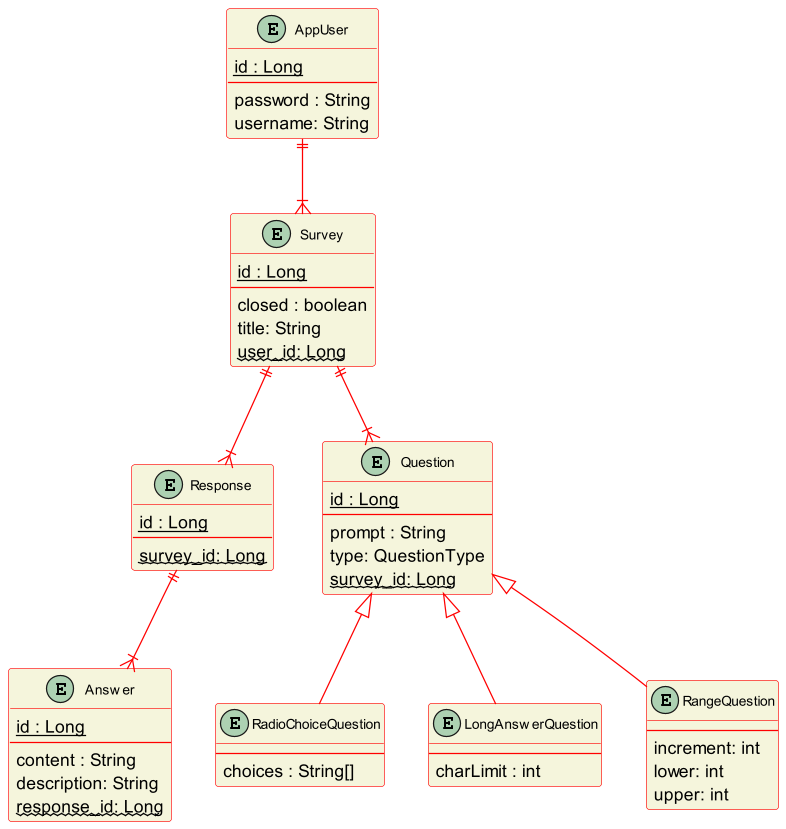 E AppUser
id : Long
password : String
username: String
E Survey
id : Long
closed : boolean
title: String
user_id: Long
E Response
id : Long
survey_id: Long
E Question
id : Long
prompt : String
type: QuestionType
survey_id: Long
E Answer
id : Long
content : String
description: String
response_id: Long
E RadioChoiceQuestion
choices : String[]
E LongAnswerQuestion
charLimit : int
E RangeQuestion
increment: int
lower: int
upper: int